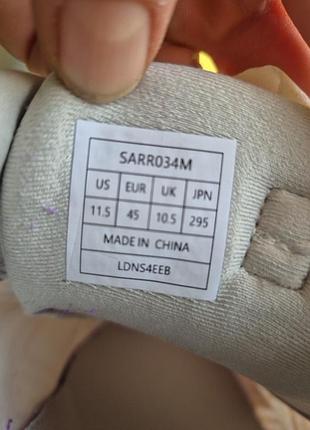 SARR034M
US EUR UK JPN
11.5 45 10.5 295
MADE IN CHINA
LDNS4EEB